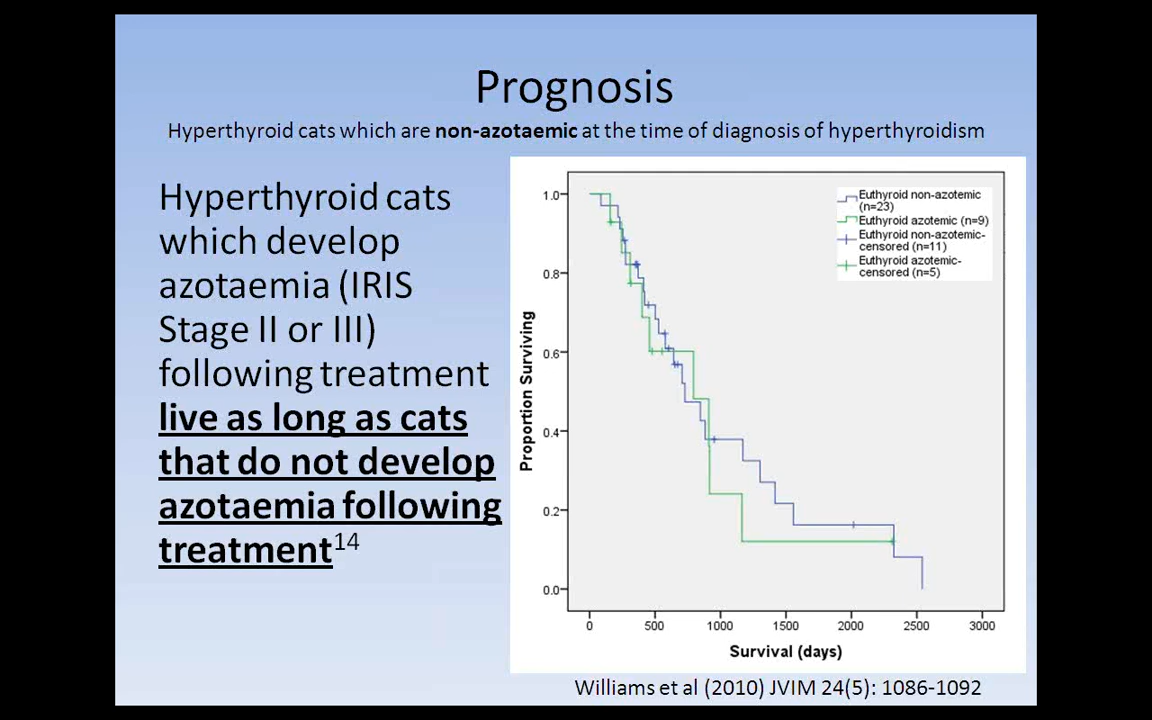 Prognosis
Hyperthyroid cats which are non-azotaemic at the time of diagnosis of hyperthyroidism
Hyperthyroid cats
which develop
azotaemia (IRIS
Stage II or III)
following treatment
live as long as cats
that do not develop
azotaemia following
treatment14
Proportion Surviving
1.0
0.8
0.6
0.4
0.2
0.0
Euthyroid non-azotemic
(n=23)
Euthyroid azotemic (n=9)
Euthyroid non-azotemic-
censored (n=11)
Euthyroid azotemic-
censored (n=5)
0 500 1000 1500 2000 2500 3000
Survival (days)
Williams et al (2010) JVIM 24(5): 1086-1092